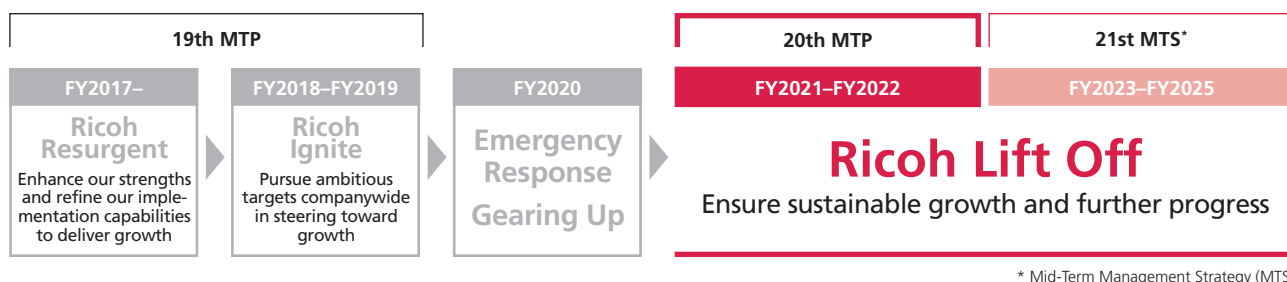 19th MTP
20th MTP
21st MTS*
FY2017–
FY2018–FY2019
FY2020
FY2021–FY2022
FY2023–FY2025
Ricoh
Resurgent
Enhance our strengths
and refine our imple-
mentation capabilities
to deliver growth
Ricoh
Ignite
Pursue ambitious
targets companywide
in steering toward
growth
Emergency
Response
Gearing Up
Ricoh Lift Off
Ensure sustainable growth and further progress
* Mid-Term Management Strategy (MTS